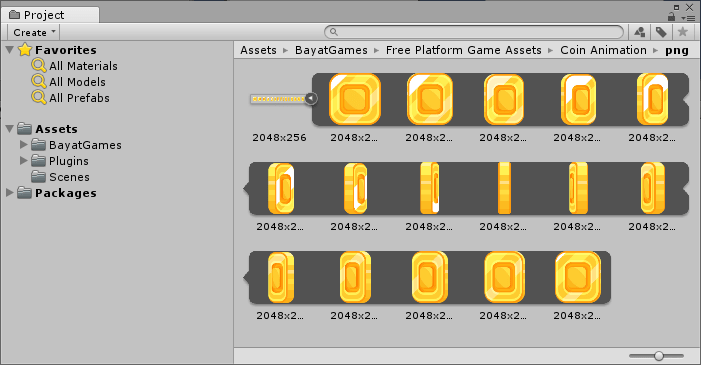 Project
Create
Favorites
All Materials
All Models
All Prefabs
Assets
BayatGames
Plugins
Scenes
Packages
Assets ▸ BayatGames ▸ Free Platform Game Assets ▸ Coin Animation ▸ png
2048x256 2048x2... 2048x2... 2048x2... 2048x2... 2048x2...
2048x2... 2048x2... 2048x2... 2048x2... 2048x2... 2048x2...
2048x2... 2048x2... 2048x2... 2048x2... 2048x2...